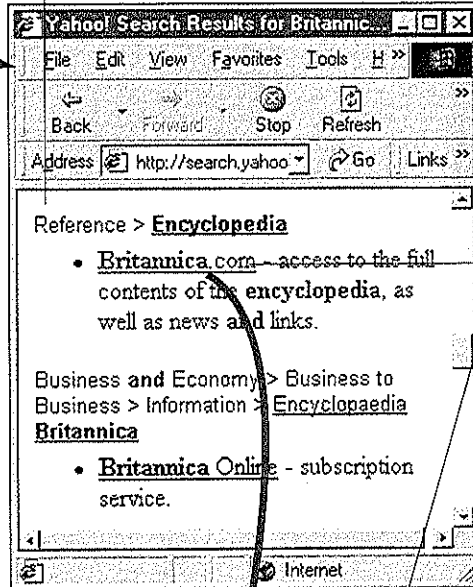 Yahoo! Search Results for Britannic...
File Edit View Favorites Tools H »
Back Forward Stop Refresh »
Address http://search.yahoo Go Links »
Reference > Encyclopedia
• Britannica.com - access to the full
contents of the encyclopedia, as
well as news and links.
Business and Economy > Business to
Business > Information > Encyclopaedia
Britannica
• Britannica Online - subscription
service.
Internet